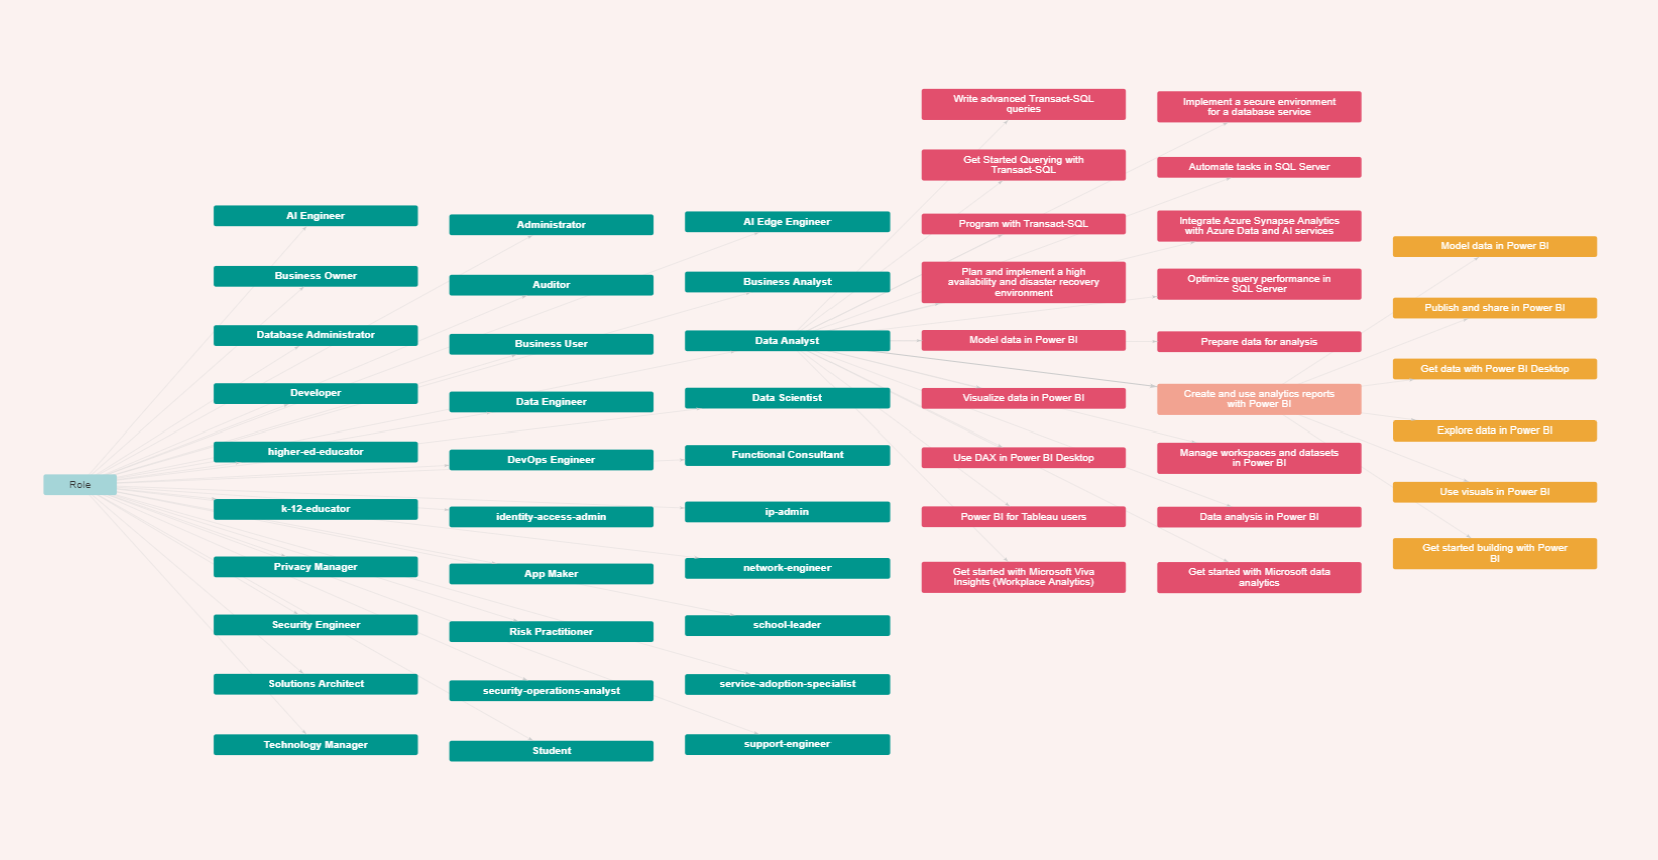 Role
AI Engineer
Business Owner
Database Administrator
Developer
higher-ed-educator
k-12-educator
Privacy Manager
Security Engineer
Solutions Architect
Technology Manager
Administrator
Auditor
Business User
Data Engineer
DevOps Engineer
identity-access-admin
App Maker
Risk Practitioner
security-operations-analyst
Student
AI Edge Engineer
Business Analyst
Data Analyst
Data Scientist
Functional Consultant
ip-admin
network-engineer
school-leader
service-adoption-specialist
support-engineer
Write advanced Transact-SQL
queries
Get Started Querying with
Transact-SQL
Program with Transact-SQL
Plan and implement a high
availability and disaster recovery
environment
Model data in Power BI
Visualize data in Power BI
Use DAX in Power BI Desktop
Power BI for Tableau users
Get started with Microsoft Viva
Insights (Workplace Analytics)
Implement a secure environment
for a database service
Automate tasks in SQL Server
Integrate Azure Synapse Analytics
with Azure Data and AI services
Optimize query performance in
SQL Server
Prepare data for analysis
Create and use analytics reports
with Power BI
Manage workspaces and datasets
in Power BI
Data analysis in Power BI
Get started with Microsoft data
analytics
Model data in Power BI
Publish and share in Power BI
Get data with Power BI Desktop
Explore data in Power BI
Use visuals in Power BI
Get started building with Power
BI